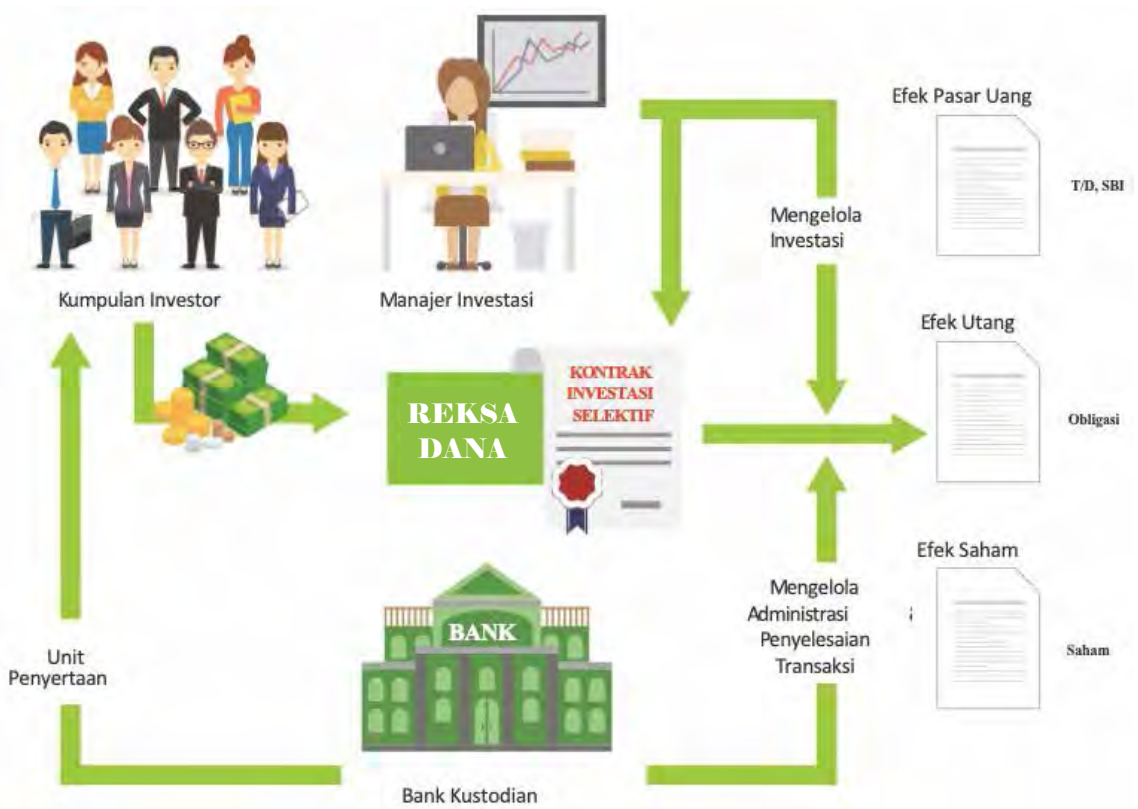 Efek Pasar Uang
T/D, SBI
Mengelola
Investasi
Kumpulan Investor
Manajer Investasi
Efek Utang
KONTRAK
INVESTASI
SELEKTIF
REKSA
DANA
Obligasi
Efek Saham
Mengelola
Administrasi
Penyelesaian
Transaksi
BANK
Unit
Penyertaan
Saham
Bank Kustodian